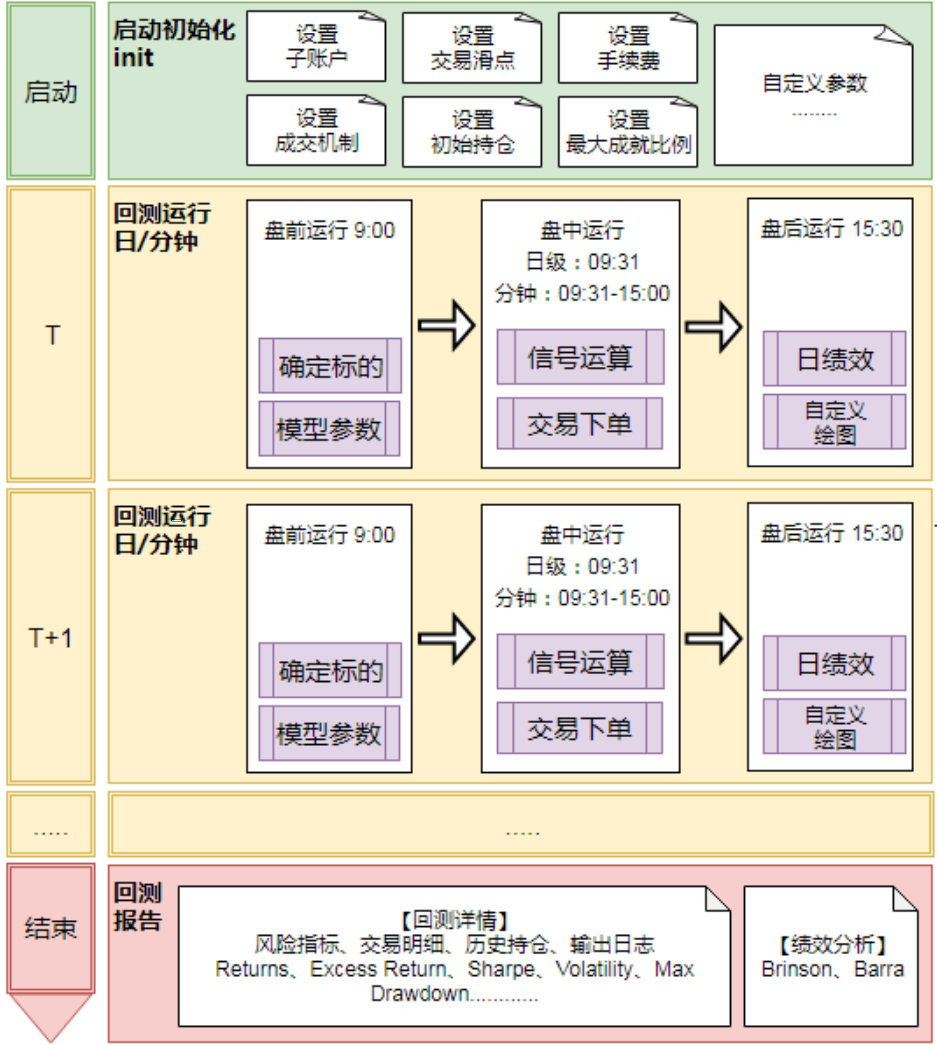 启动
启动初始化
init
设置
子账户
设置
交易滑点
设置
手续费
自定义参数
........
设置
成交机制
设置
初始持仓
设置
最大成就比例
T
回测运行
日/分钟
盘前运行 9:00
确定标的
模型参数
盘中运行
日级：09:31
分钟：09:31-15:00
信号运算
交易下单
盘后运行 15:30
日绩效
自定义
绘图
T+1
回测运行
日/分钟
盘前运行 9:00
确定标的
模型参数
盘中运行
日级：09:31
分钟：09:31-15:00
信号运算
交易下单
盘后运行 15:30
日绩效
自定义
绘图
.....
.....
结束
回测
报告
【回测详情】
风险指标、交易明细、历史持仓、输出日志
Returns、Excess Return、Sharpe、Volatility、Max
Drawdown............
【绩效分析】
Brinson、Barra